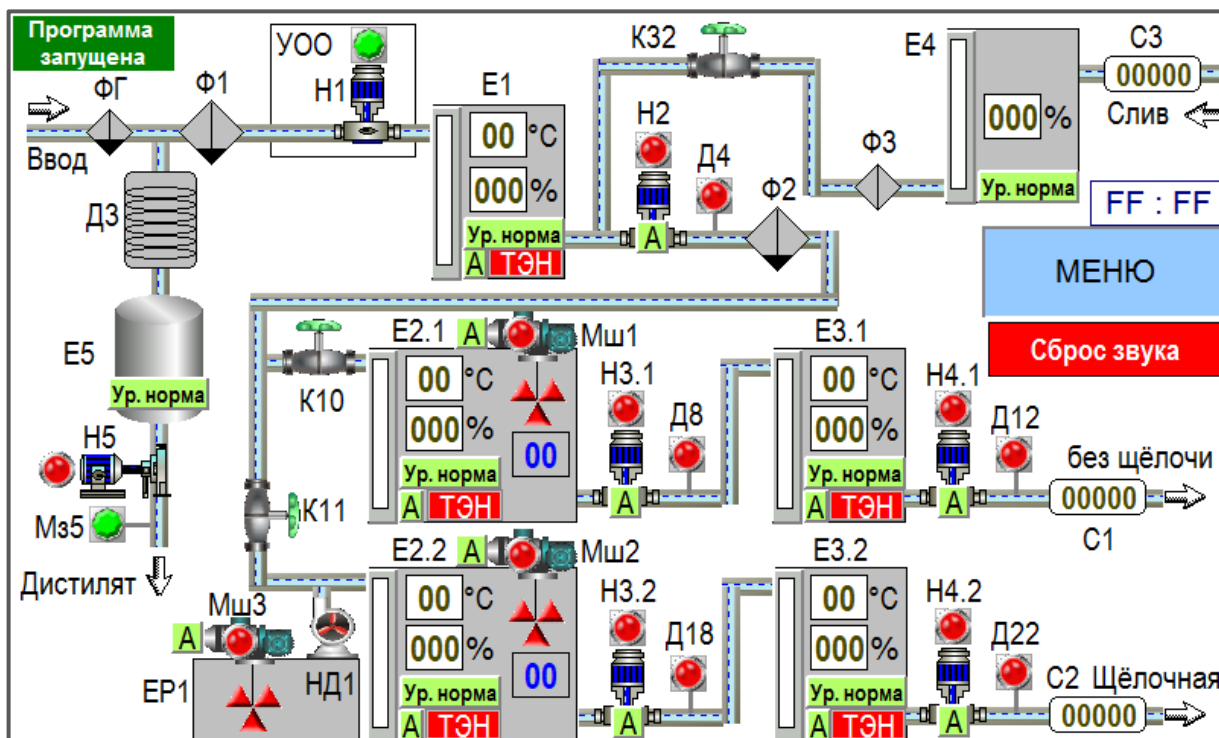 Программа
запущена
УОО
Н1
К32
Е4
С3
00000
Слив
ФГ
Ф1
Ввод
Е1
00 °C
000 %
Ур. норма
А ТЭН
Н2
А
Д4
Ф2
Ф3
000 %
Ур. норма
FF : FF
МЕНЮ
Сброс звука
Д3
Е5
Ур. норма
Н5
Мз5
Дистилят
К10
К11
Е2.1
А
Мш1
00 °C
000 %
00
Ур. норма
А ТЭН
Н3.1
А
Д8
Е3.1
00 °C
000 %
Ур. норма
А ТЭН
Н4.1
А
Д12
без щёлочи
00000
С1
Е2.2
А
Мш2
00 °C
000 %
00
Ур. норма
А ТЭН
Н3.2
А
Д18
Е3.2
00 °C
000 %
Ур. норма
А ТЭН
Н4.2
А
Д22
С2 Щёлочная
00000
Мш3
А
ЕР1
НД1